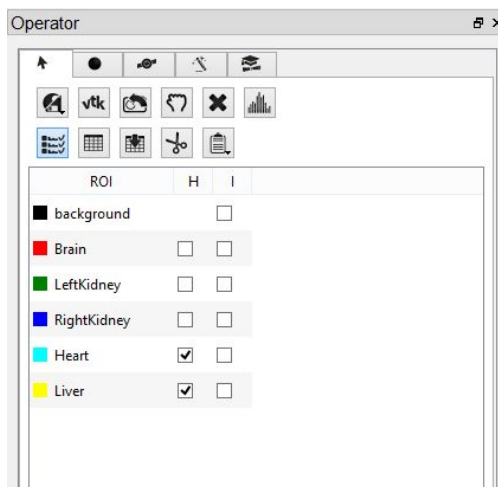 Operator
vtk
ROI H I
background
Brain
LeftKidney
RightKidney
Heart
Liver